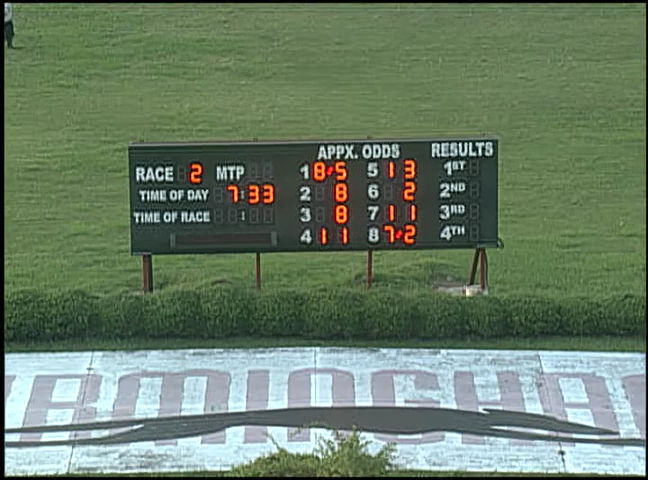 APPX. ODDS RESULTS
RACE 2 MTP 1 8-5 5 13 1ST
TIME OF DAY 7:33 2 8 6 2 2ND
TIME OF RACE : 3 8 7 11 3RD
4 11 8 7-2 4TH
RMINGHA